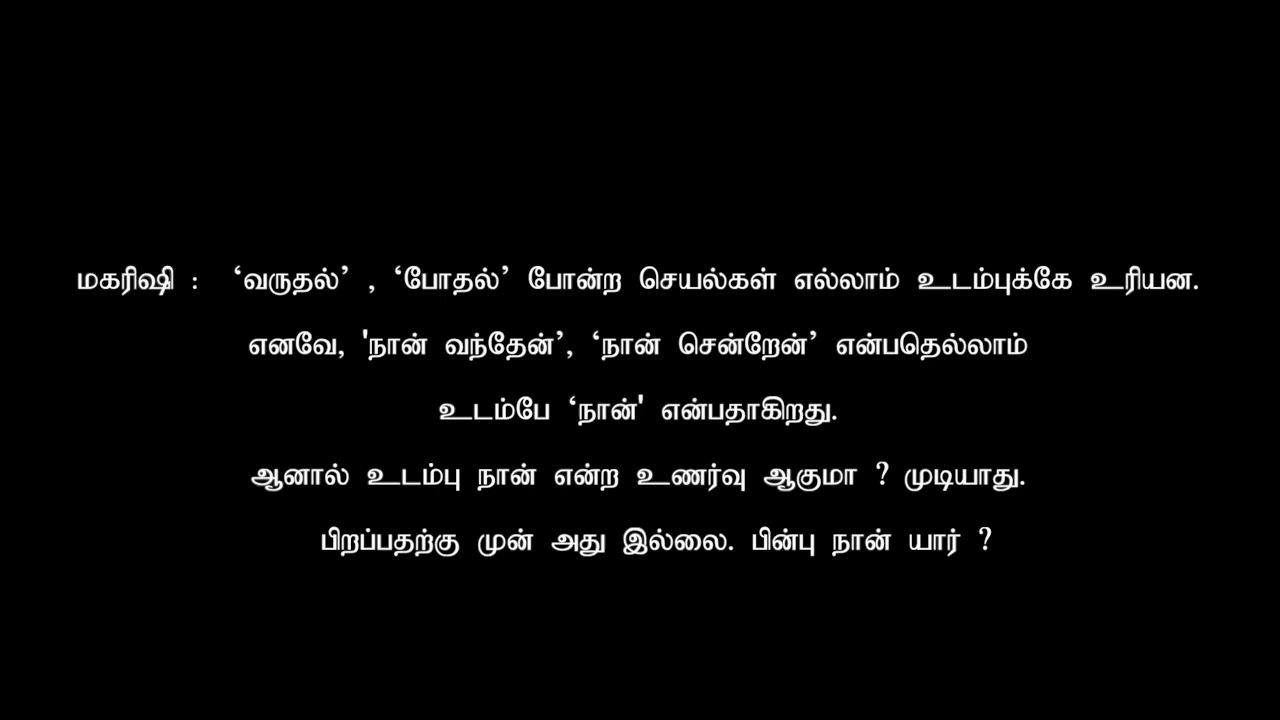 மகரிஷி :  ‘வருதல்’ , ‘போதல்’ போன்ற செயல்கள் எல்லாம் உடம்புக்கே உரியன.
எனவே, 'நான் வந்தேன்’, ‘நான் சென்றேன்’ என்பதெல்லாம்
உடம்பே ‘நான்' என்பதாகிறது.
ஆனால் உடம்பு நான் என்ற உணர்வு ஆகுமா ? முடியாது.
பிறப்பதற்கு முன் அது இல்லை. பின்பு நான் யார் ?